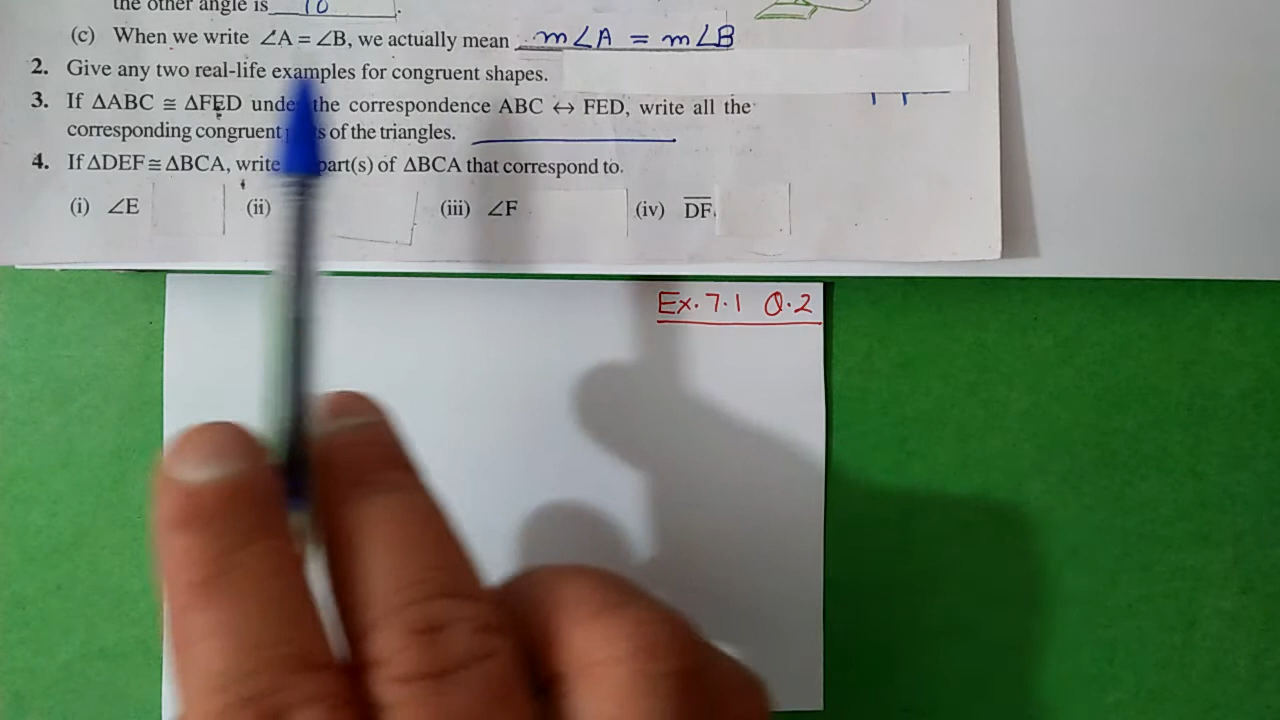 the other angle is 70.
(c) When we write ∠A = ∠B, we actually mean m∠A = m∠B
2. Give any two real-life examples for congruent shapes.
3. If ΔABC ≅ ΔFED under the correspondence ABC ↔ FED, write all the
corresponding congruent of the triangles.
4. If ΔDEF ≅ ΔBCA, write part(s) of ΔBCA that correspond to.
(i) ∠E (ii) (iii) ∠F (iv) D̅F̅
Ex. 7.1 Q.2